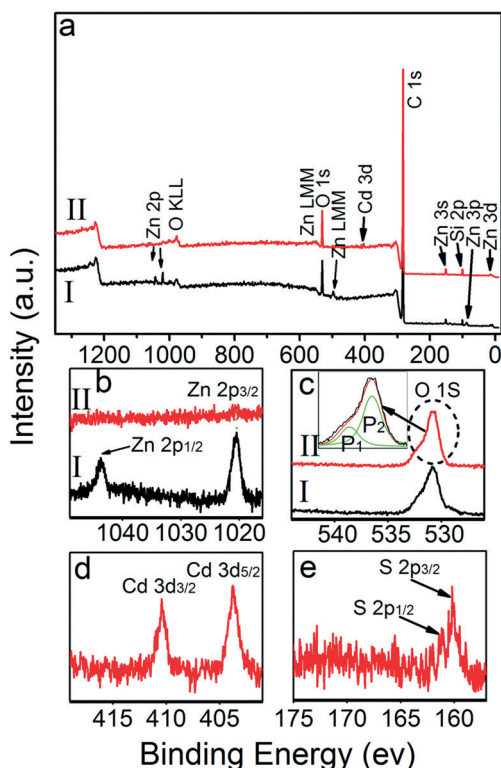 a
C 1s
Zn 2p
O KLL
Zn LMM
O 1s
Zn LMM
Cd 3d
Zn 3s
Si 2p
Zn 3p
Zn 3d
II
I
1200 1000 800 600 400 200 0
b
II
Zn 2p3/2
Zn 2p1/2
I
1040 1030 1020
c
O 1S
P1
P2
II
I
540 535 530
d
Cd 3d5/2
Cd 3d3/2
415 410 405
e
S 2p3/2
S 2p1/2
175 170 165 160
Intensity (a.u.)
Binding Energy (ev)